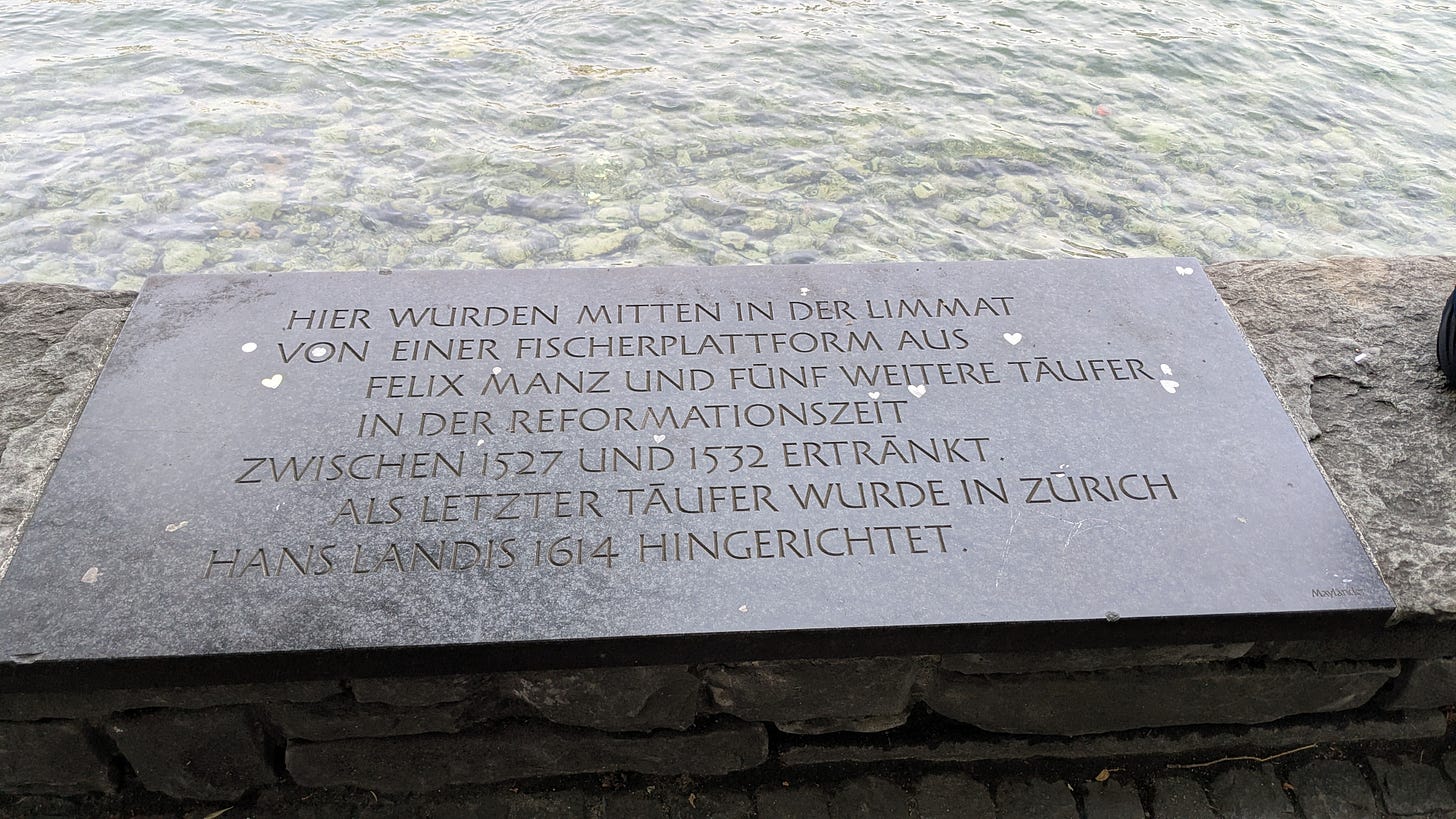 HIER WURDEN MITTEN IN DER LIMMAT
VON EINER FISCHERPLATTFORM AUS
FELIX MANZ UND FÜNF WEITERE TÄUFER
IN DER REFORMATIONSZEIT
ZWISCHEN 1527 UND 1532 ERTRÄNKT.
ALS LETZTER TÄUFER WURDE IN ZÜRICH
HANS LANDIS 1614 HINGERICHTET.
Mayländer